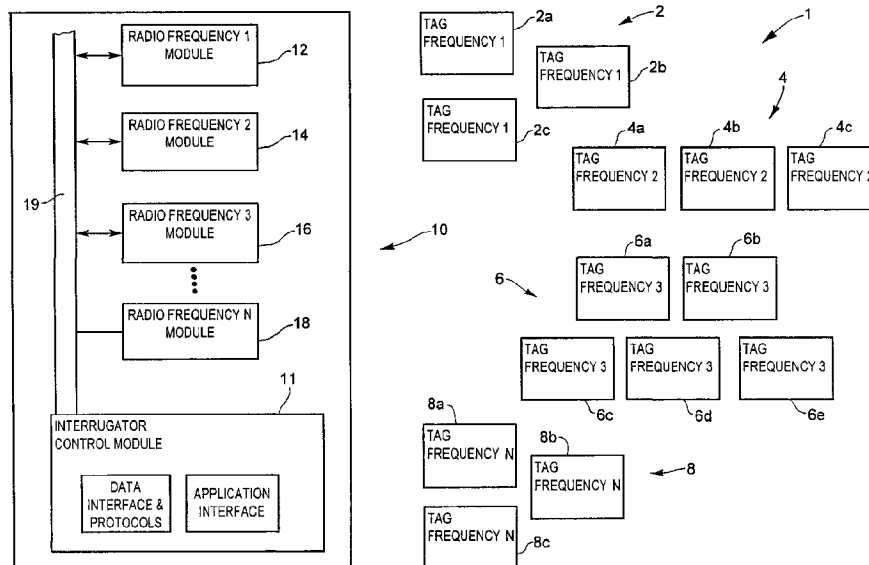 RADIO FREQUENCY 1
MODULE
12
RADIO FREQUENCY 2
MODULE
14
19
RADIO FREQUENCY 3
MODULE
16
RADIO FREQUENCY N
MODULE
18
11
INTERRUGATOR
CONTROL MODULE
DATA
INTERFACE &
PROTOCOLS
APPLICATION
INTERFACE
10
1
2
TAG
FREQUENCY 1
2a
TAG
FREQUENCY 1
2b
TAG
FREQUENCY 1
2c
4
4a
TAG
FREQUENCY 2
4b
TAG
FREQUENCY 2
4c
TAG
FREQUENCY 2
6
6a
TAG
FREQUENCY 3
6b
TAG
FREQUENCY 3
TAG
FREQUENCY 3
6c
TAG
FREQUENCY 3
6d
TAG
FREQUENCY 3
6e
8a
TAG
FREQUENCY N
8b
TAG
FREQUENCY N
8
TAG
FREQUENCY N
8c